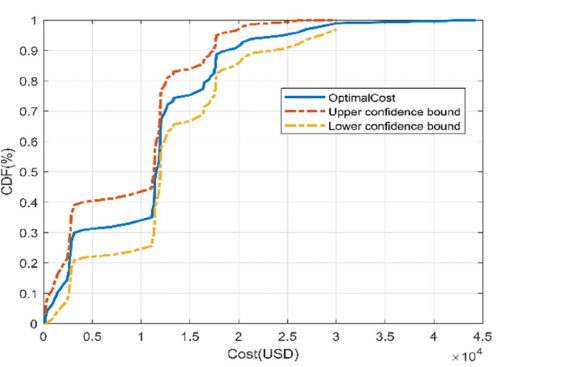 1
0.9
0.8
0.7
0.6
0.5
0.4
0.3
0.2
0.1
0
CDF(%)
OptimalCost
Upper confidence bound
Lower confidence bound
0 0.5 1 1.5 2 2.5 3 3.5 4 4.5
Cost(USD)
×10⁴